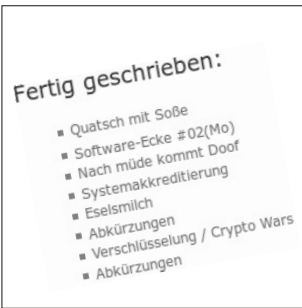 Fertig geschrieben:
Quatsch mit Soße
Software-Ecke #02(Mo)
Nach müde kommt Doof
Systemakkreditierung
Eselsmilch
Abkürzungen
Verschlüsselung / Crypto Wars
Abkürzungen